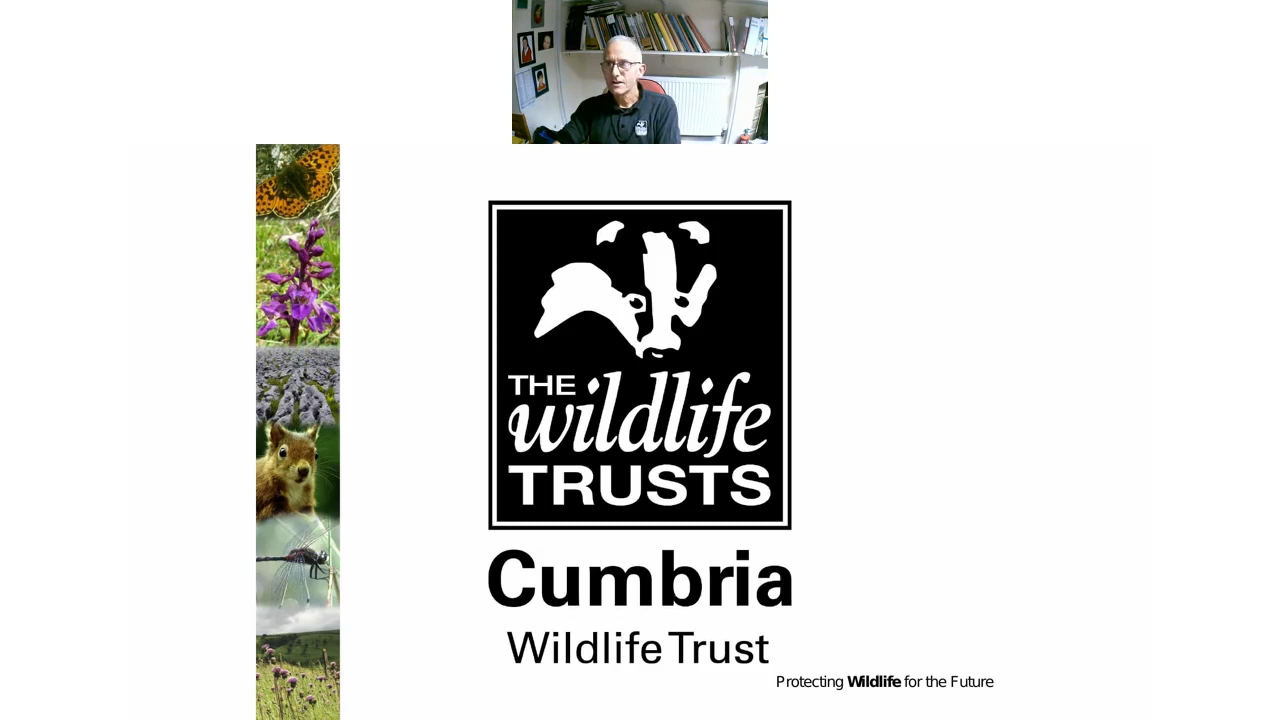 THE
wildlife
TRUSTS
Cumbria
Wildlife Trust
Protecting Wildlife for the Future